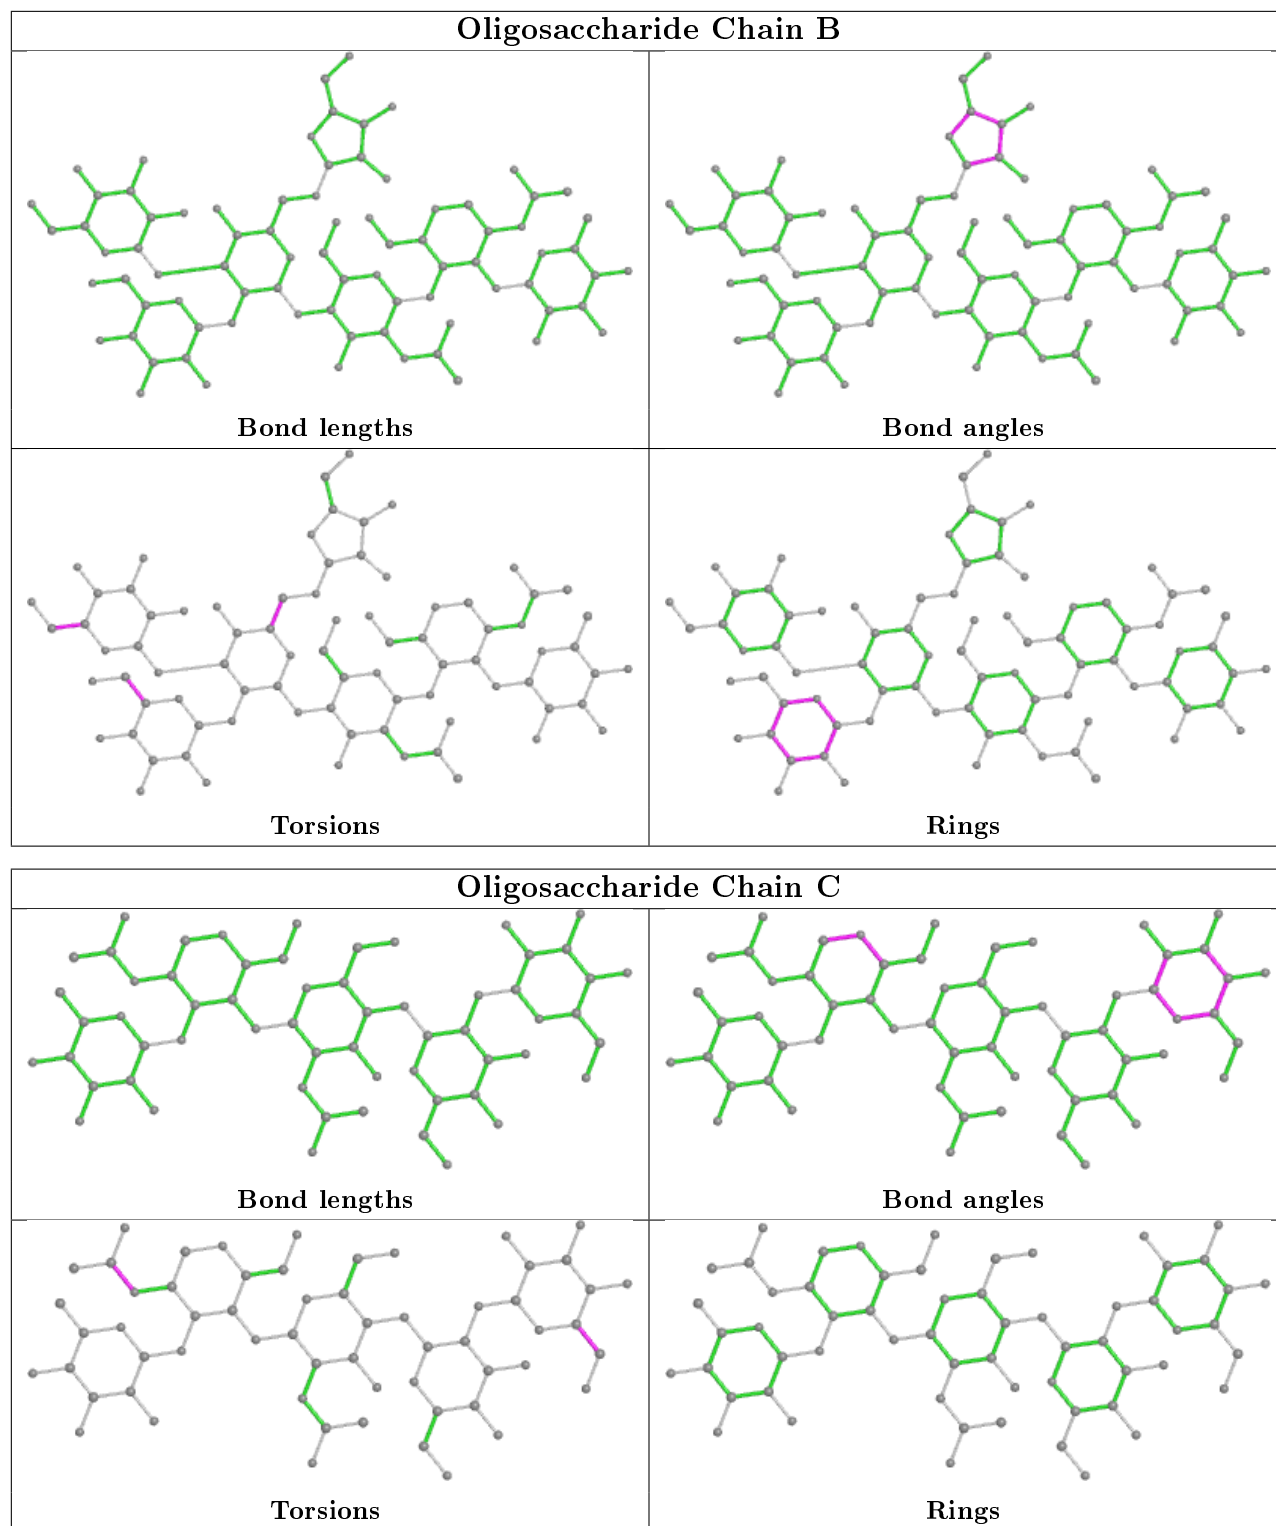 Oligosaccharide Chain B
Bond lengths
Bond angles
Torsions
Rings
Oligosaccharide Chain C
Bond lengths
Bond angles
Torsions
Rings